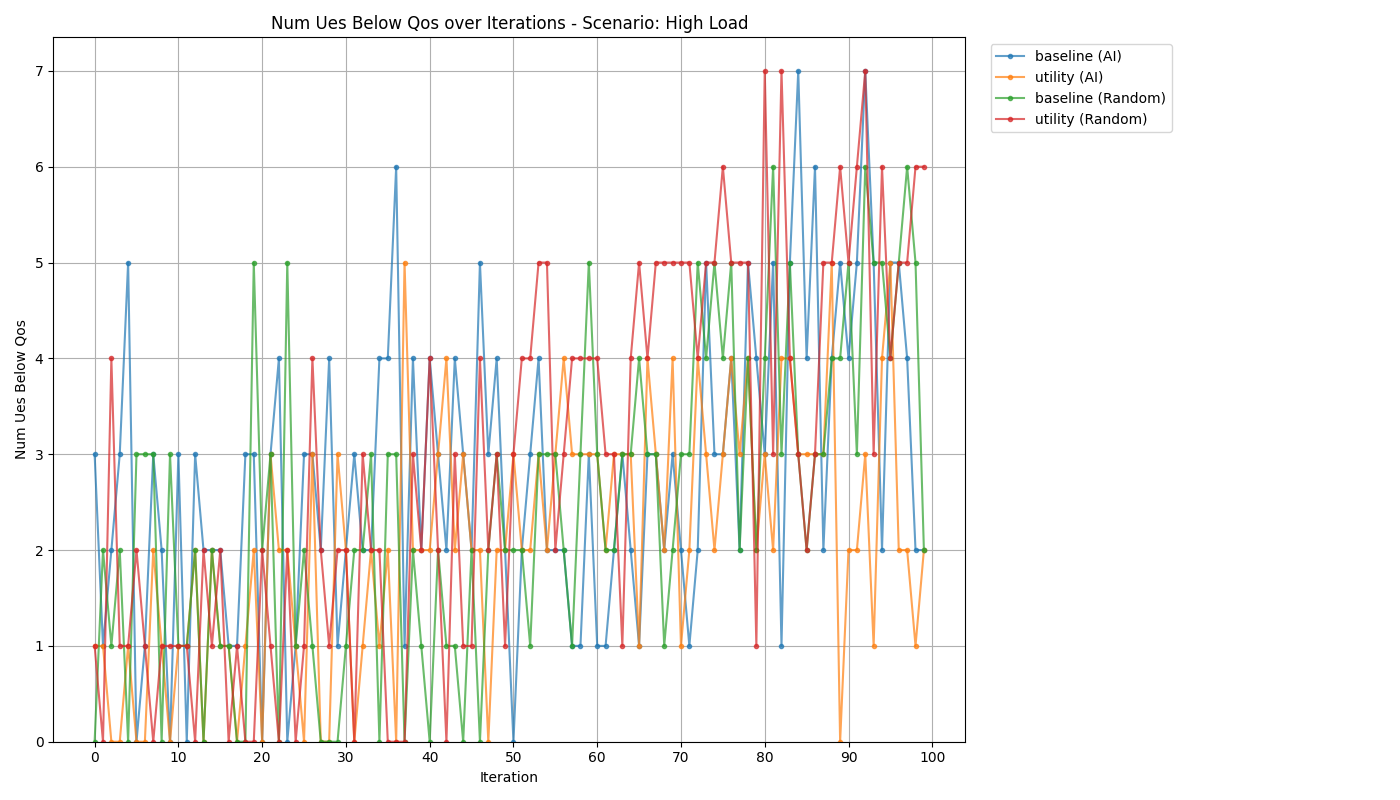 Num Ues Below Qos over Iterations - Scenario: High Load
baseline (AI)
utility (AI)
baseline (Random)
utility (Random)
Num Ues Below Qos
7
6
5
4
3
2
1
0
0 10 20 30 40 50 60 70 80 90 100
Iteration